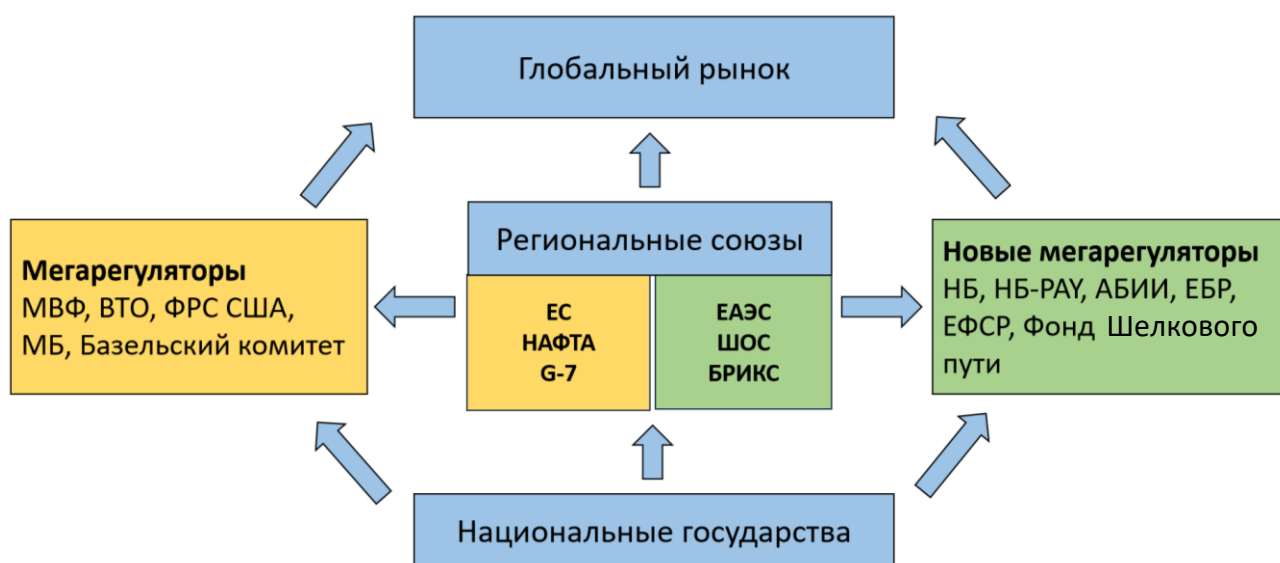 Глобальный рынок
Региональные союзы
Мегарегуляторы
МВФ, ВТО, ФРС США,
МБ, Базельский комитет
ЕС
НАФТА
G-7
ЕАЭС
ШОС
БРИКС
Новые мегарегуляторы
НБ, НБ-PAY, АБИИ, ЕБР,
ЕФСР, Фонд Шелкового
пути
Национальные государства